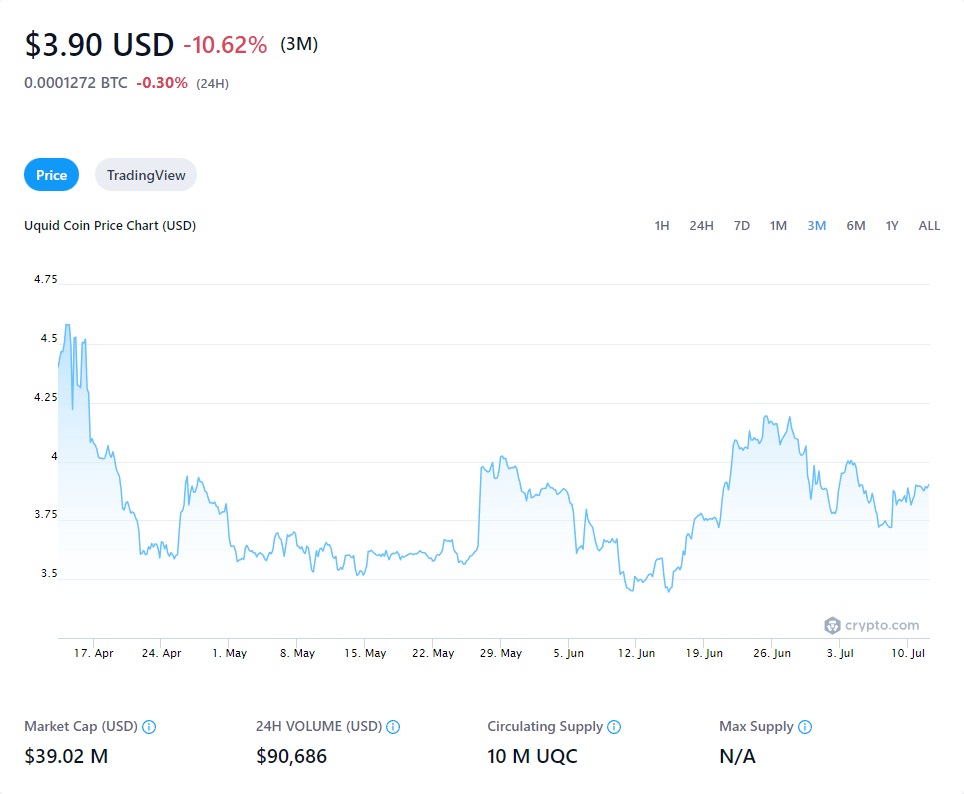 $3.90 USD -10.62% (3M)
0.0001272 BTC -0.30% (24H)
Price TradingView
Uquid Coin Price Chart (USD) 1H 24H 7D 1M 3M 6M 1Y ALL
4.75
4.5
4.25
4
3.75
3.5
crypto.com
17. Apr 24. Apr 1. May 8. May 15. May 22. May 29. May 5. Jun 12. Jun 19. Jun 26. Jun 3. Jul 10. Jul
Market Cap (USD) 24H VOLUME (USD) Circulating Supply Max Supply
$39.02 M $90,686 10 M UQC N/A